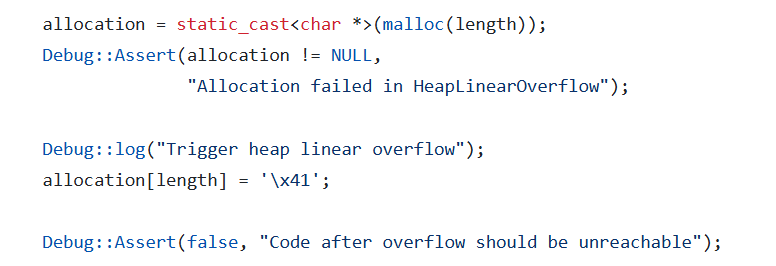 allocation = static_cast<char *>(malloc(length));
Debug::Assert(allocation != NULL,
"Allocation failed in HeapLinearOverflow");
Debug::log("Trigger heap linear overflow");
allocation[length] = '\x41';
Debug::Assert(false, "Code after overflow should be unreachable");